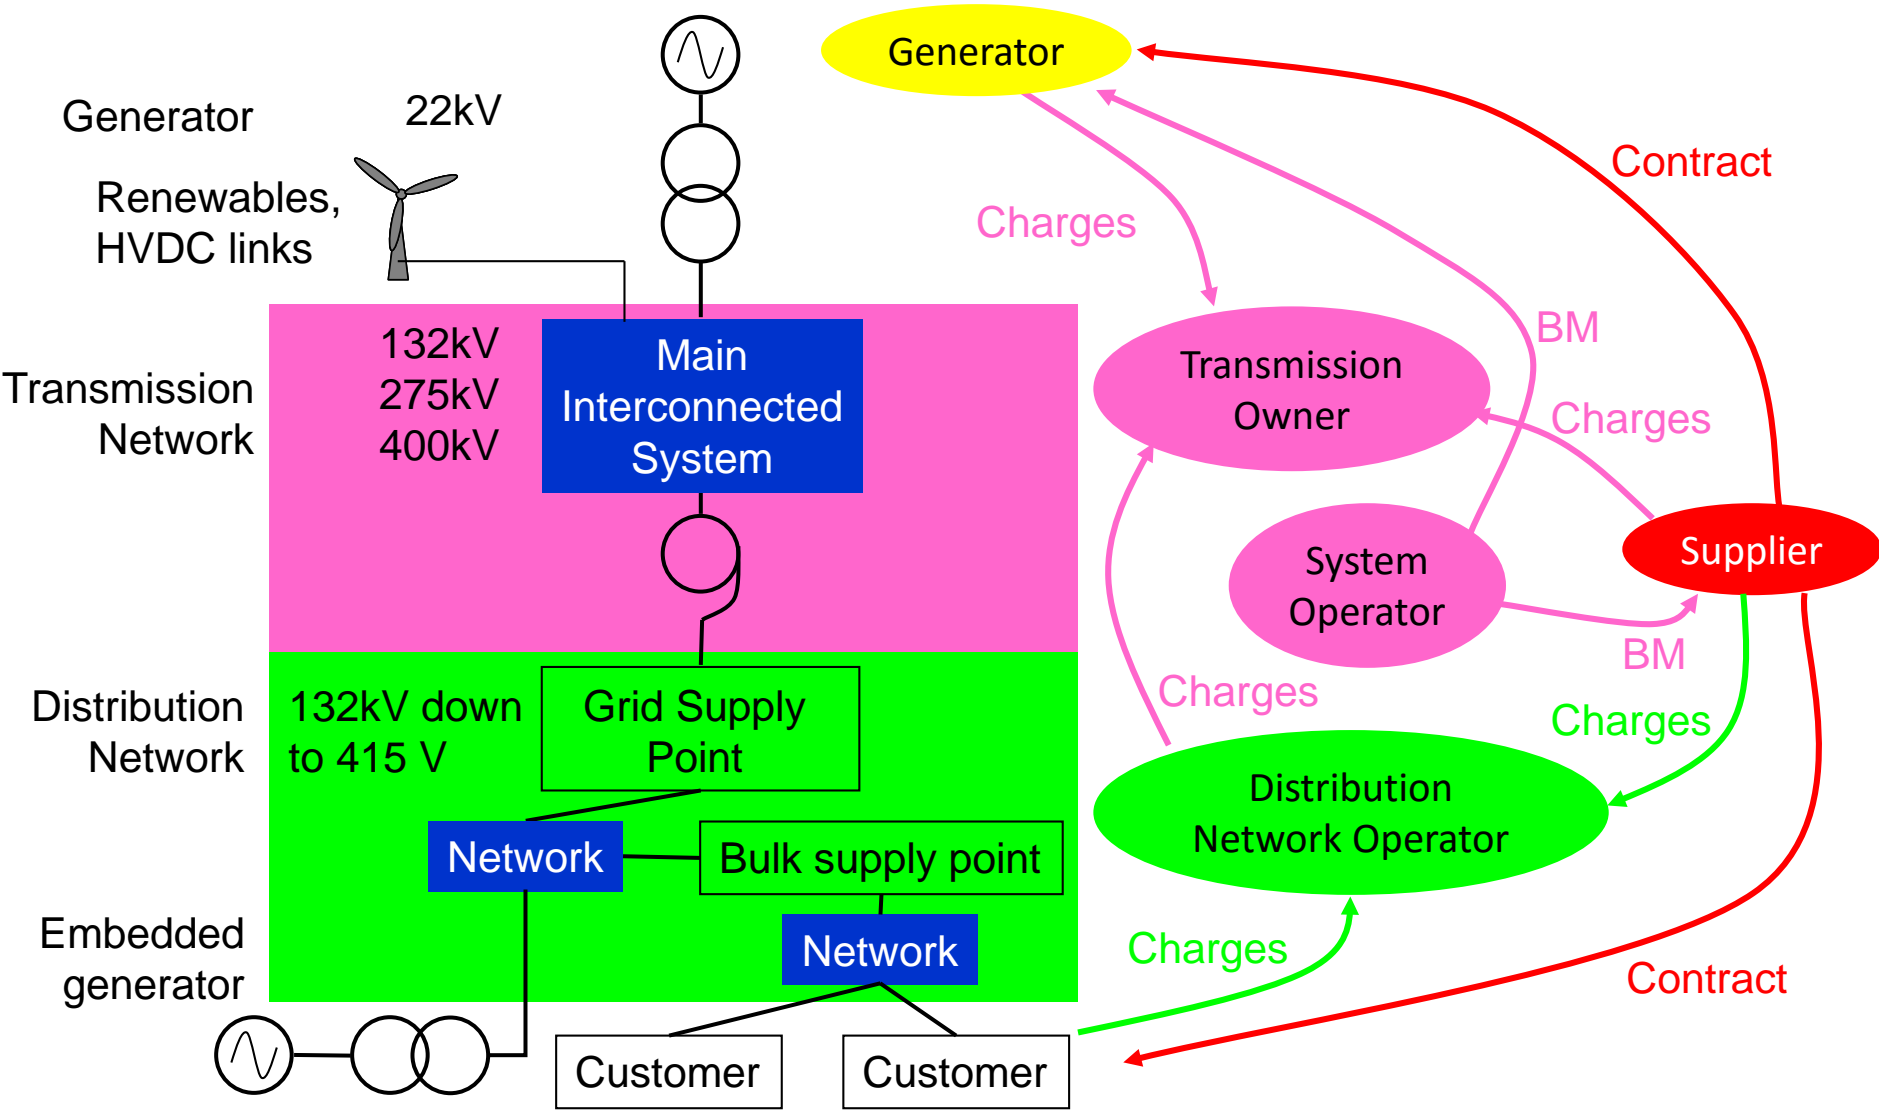 Generator
22kV
Renewables,
HVDC links
Transmission
Network
132kV
275kV
400kV
Main
Interconnected
System
Distribution
Network
132kV down
to 415 V
Grid Supply
Point
Network
Bulk supply point
Embedded
generator
Network
Customer
Customer
Generator
Contract
Charges
BM
Transmission
Owner
Charges
System
Operator
Supplier
BM
Charges
Charges
Distribution
Network Operator
Charges
Contract